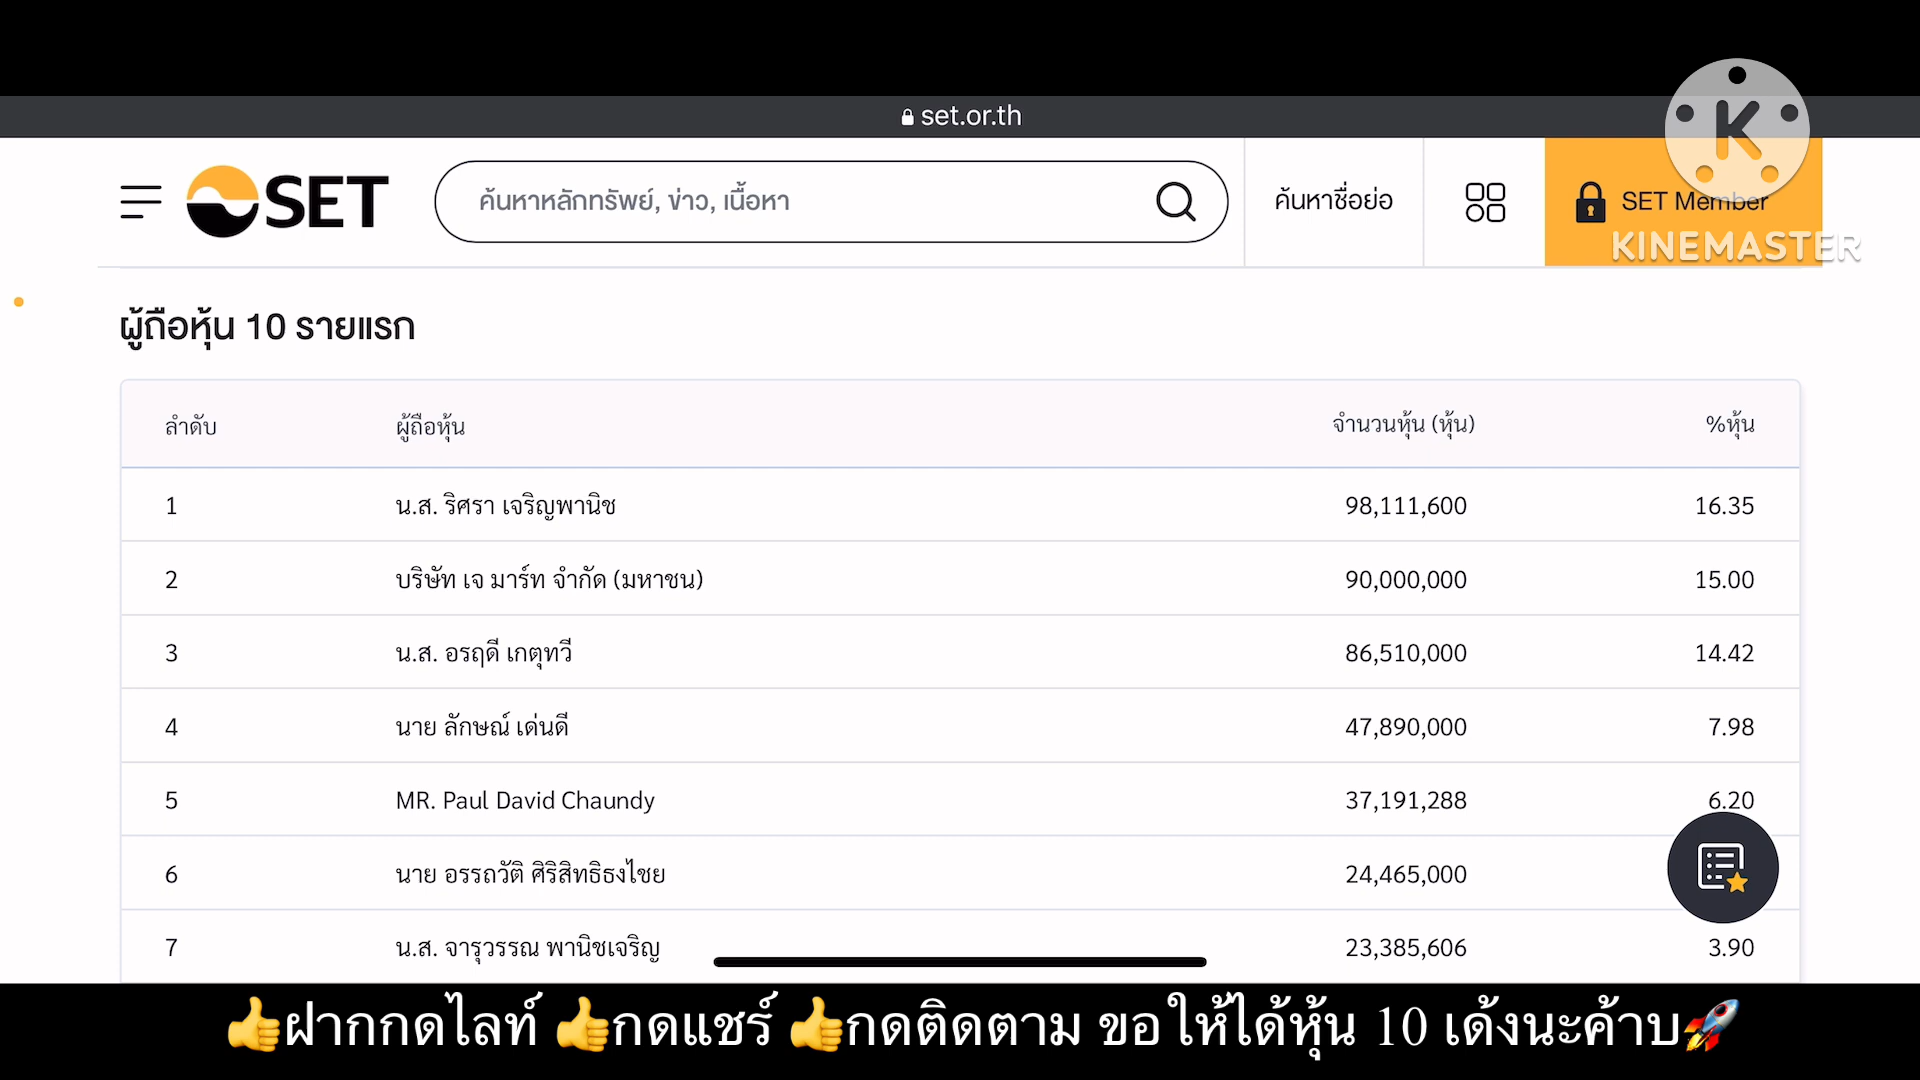 set.or.th
SET
ค้นหาหลักทรัพย์, ข่าว, เนื้อหา
ค้นหาชื่อย่อ
SET Member
K
KINEMASTER
ผู้ถือหุ้น 10 รายแรก
ลำดับ ผู้ถือหุ้น จำนวนหุ้น (หุ้น) %หุ้น
1 น.ส. ริศรา เจริญพานิช 98,111,600 16.35
2 บริษัท เจ มาร์ท จำกัด (มหาชน) 90,000,000 15.00
3 น.ส. อรฤดี เกตุทวี 86,510,000 14.42
4 นาย ลักษณ์ เด่นดี 47,890,000 7.98
5 MR. Paul David Chaundy 37,191,288 6.20
6 นาย อรรถวัติ ศิริสิทธิธงไชย 24,465,000
7 น.ส. จารุวรรณ พานิชเจริญ 23,385,606 3.90
👍ฝากกดไลท์ 👍กดแชร์ 👍กดติดตาม ขอให้ได้หุ้น 10 เด้งนะค้าบ🚀